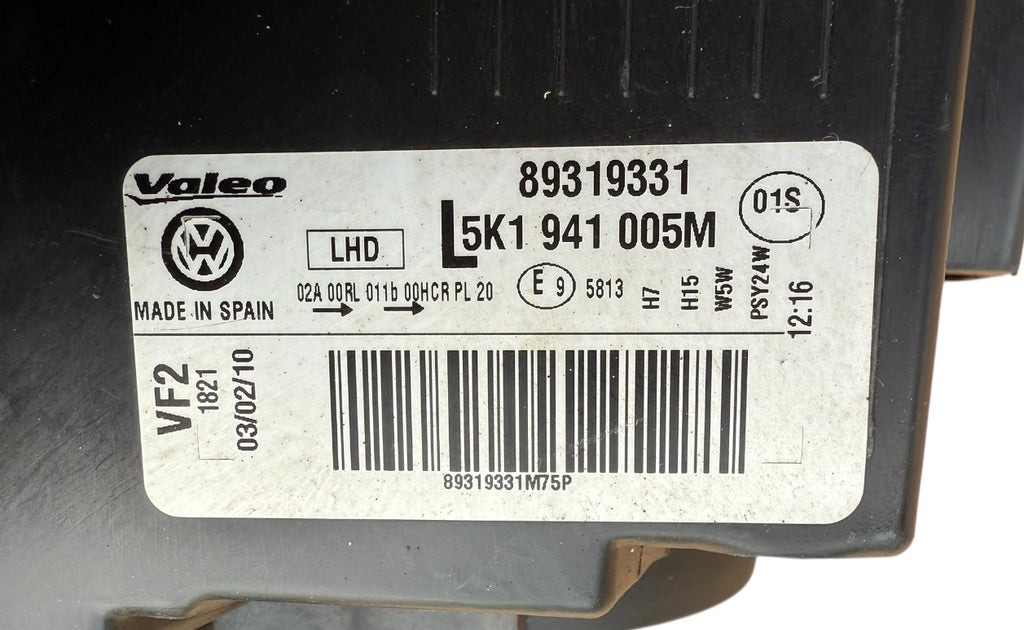 Valeo
89319331
01S
LHD
L5K1 941 005M
MADE IN SPAIN
02A 00RL 011b 00HCR PL 20
E 9 5813
H7
H15
W5W
PSY24W
12:16
VF2
1821
03/02/10
89319331M75P